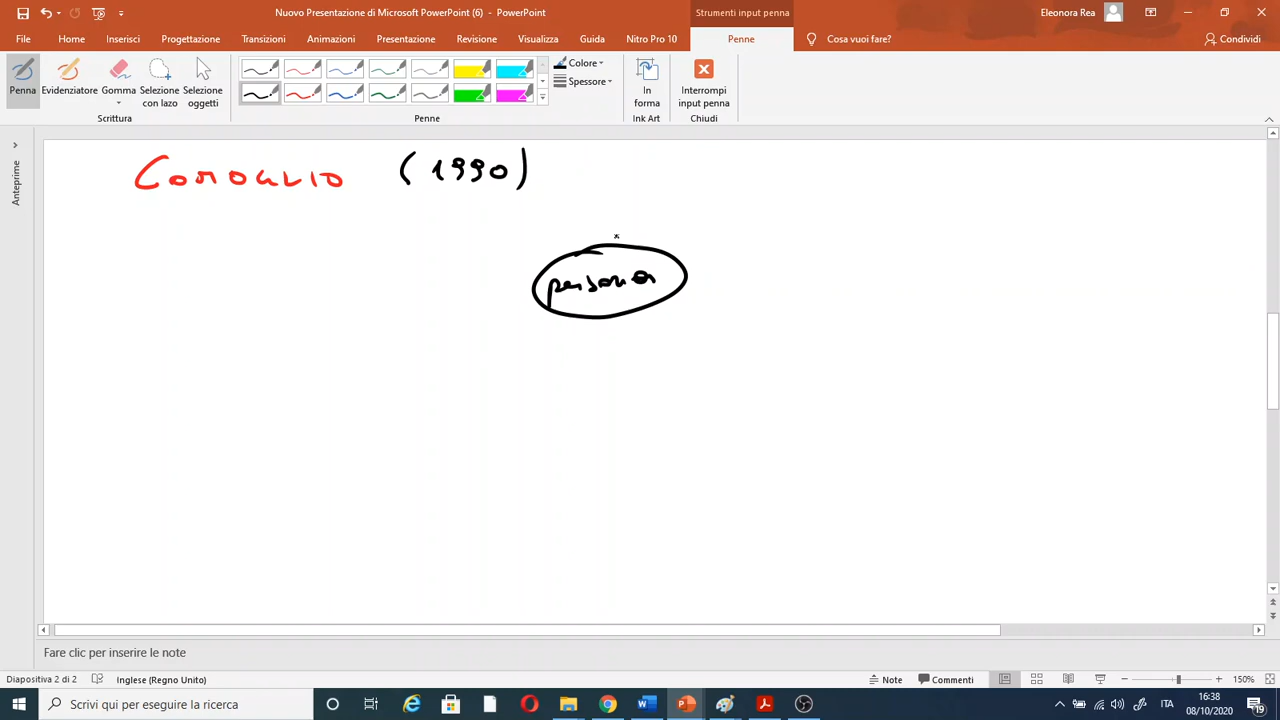 Nuovo Presentazione di Microsoft PowerPoint (6) - PowerPoint
Strumenti input penna
Eleonora Rea
File Home Inserisci Progettazione Transizioni Animazioni Presentazione Revisione Visualizza Guida Nitro Pro 10 Penne Cosa vuoi fare? Condividi
Penna Evidenziatore Gomma Selezione con lazo Selezione oggetti
Colore
Spessore
In forma
Interrompi input penna
Scrittura Penne Ink Art Chiudi
Anteprime
(1990)
persona
Fare clic per inserire le note
Diapositiva 2 di 2 Inglese (Regno Unito) Note Commenti 150%
Scrivi qui per eseguire la ricerca
ITA
16:38
08/10/2020
19